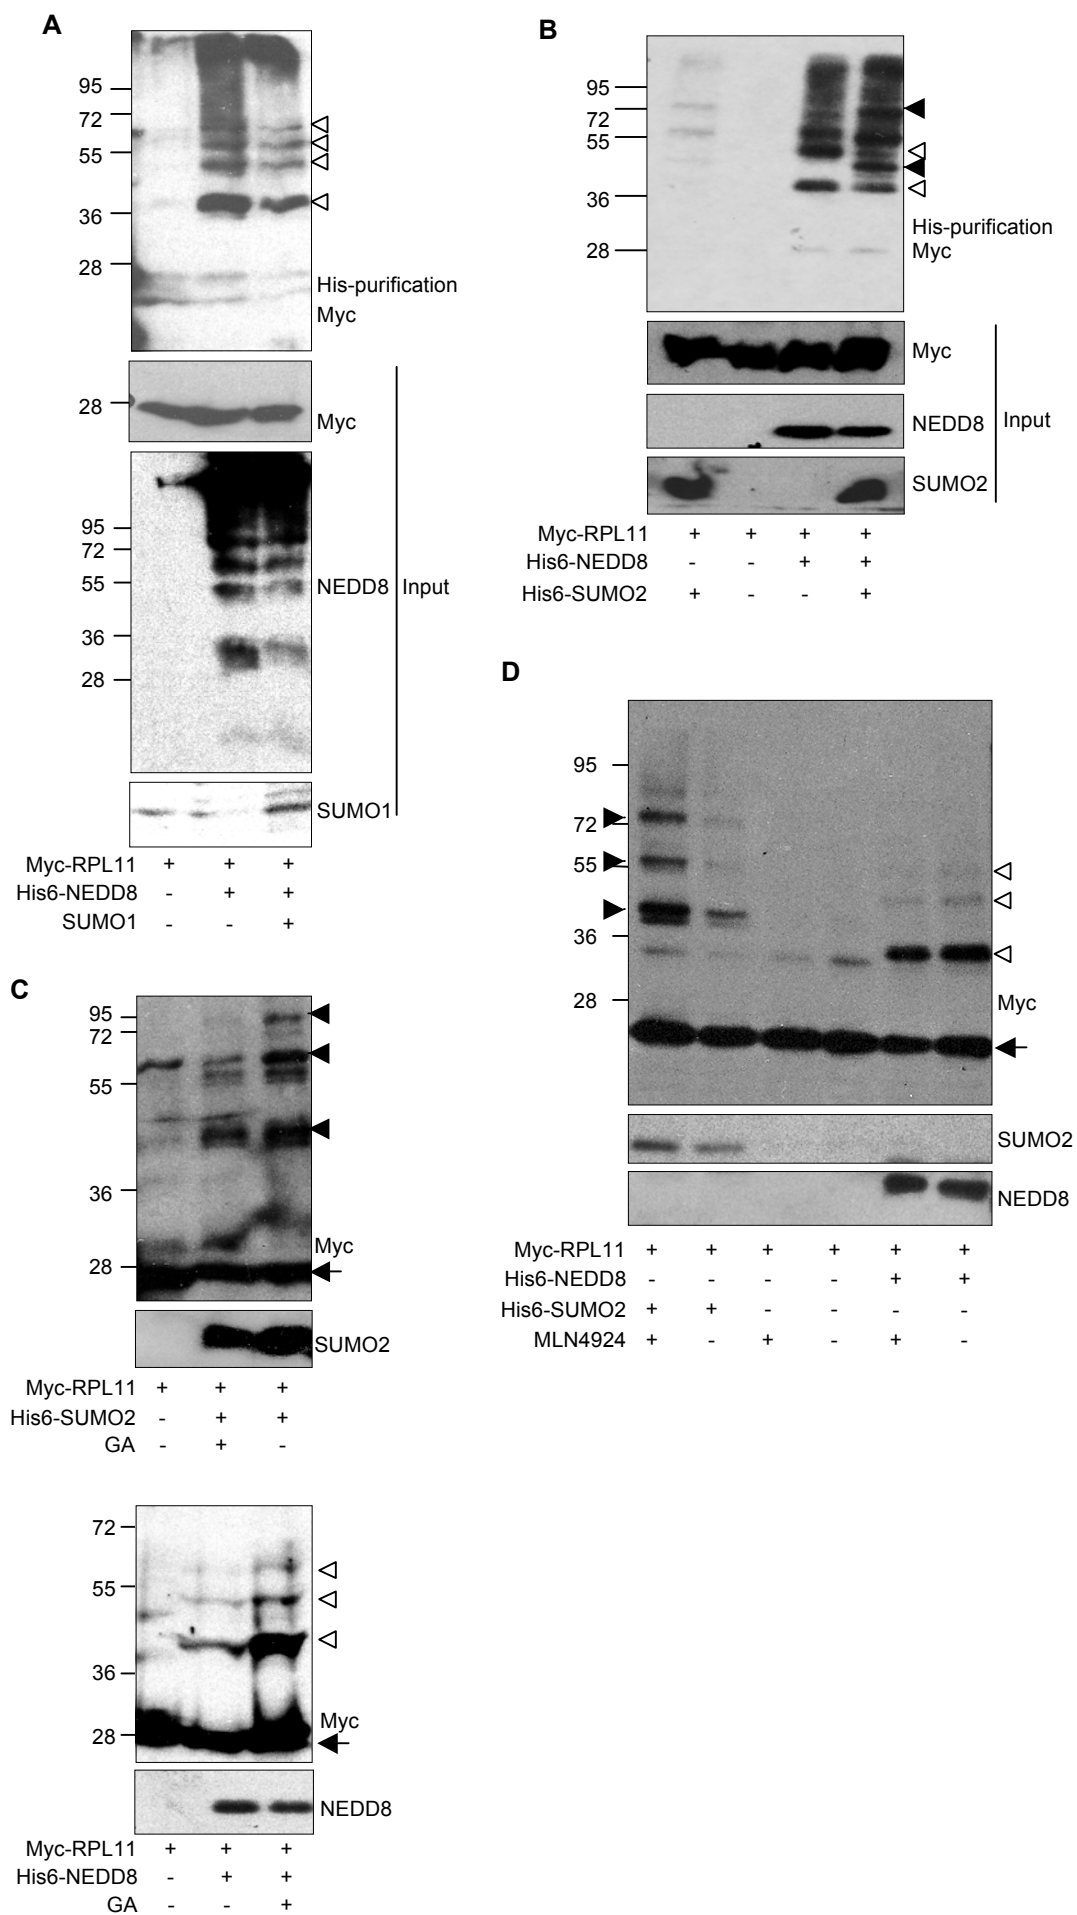 A
95
72
55
36
28
His-purification
Myc
28
Myc
95
72
55
36
28
NEDD8
Input
SUMO1
Myc-RPL11 + + +
His6-NEDD8 - + +
SUMO1 - - +
B
95
72
55
36
28
His-purification
Myc
Myc
NEDD8
Input
SUMO2
Myc-RPL11 + + + +
His6-NEDD8 - - + +
His6-SUMO2 + - - +
C
95
72
55
36
28
Myc
SUMO2
Myc-RPL11 + + +
His6-SUMO2 - + +
GA - + -
72
55
36
28
Myc
NEDD8
Myc-RPL11 + + +
His6-NEDD8 - + +
GA - - +
D
95
72
55
36
28
Myc
SUMO2
NEDD8
Myc-RPL11 + + + + + +
His6-NEDD8 - - - - + +
His6-SUMO2 + + - - - -
MLN4924 + - + - + -